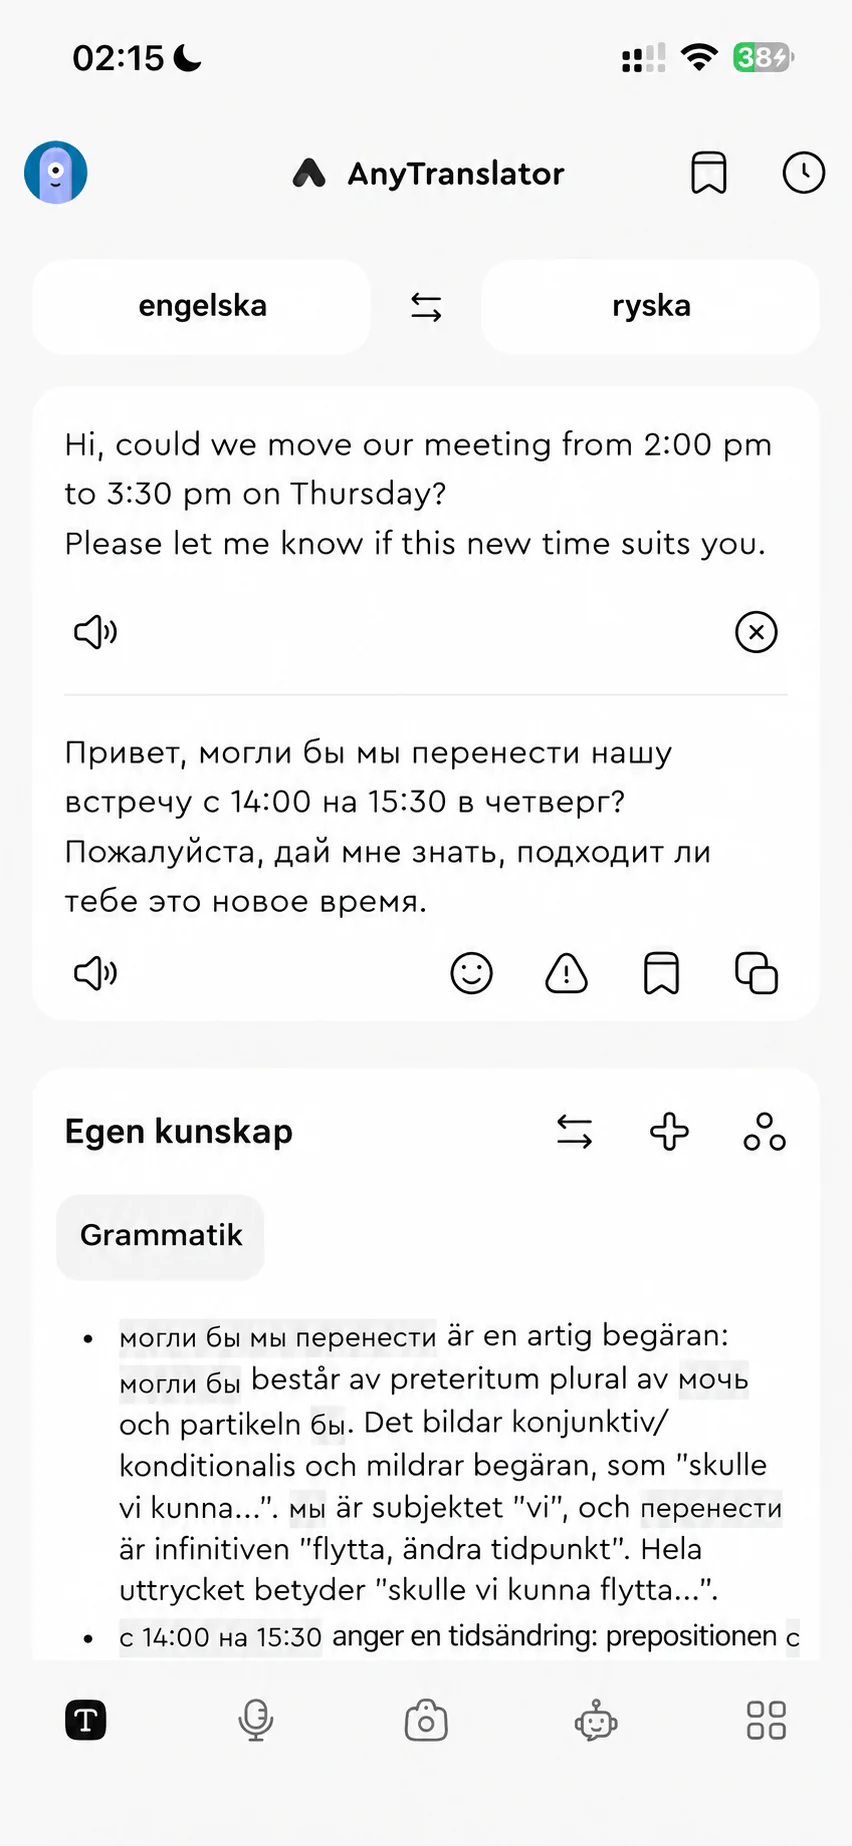 02:15
38
AnyTranslator
engelska
ryska
Hi, could we move our meeting from 2:00 pm
to 3:30 pm on Thursday?
Please let me know if this new time suits you.
Привет, могли бы мы перенести нашу
встречу с 14:00 на 15:30 в четверг?
Пожалуйста, дай мне знать, подходит ли
тебе это новое время.
Egen kunskap
Grammatik
• могли бы мы перенести är en artig begäran:
могли бы består av preteritum plural av мочь
och partikeln бы. Det bildar konjunktiv/
konditionalis och mildrar begäran, som ”skulle
vi kunna...”. мы är subjektet ”vi”, och перенести
är infinitiven ”flytta, ändra tidpunkt”. Hela
uttrycket betyder ”skulle vi kunna flytta...”.
• с 14:00 на 15:30 anger en tidsändring: prepositionen с
T